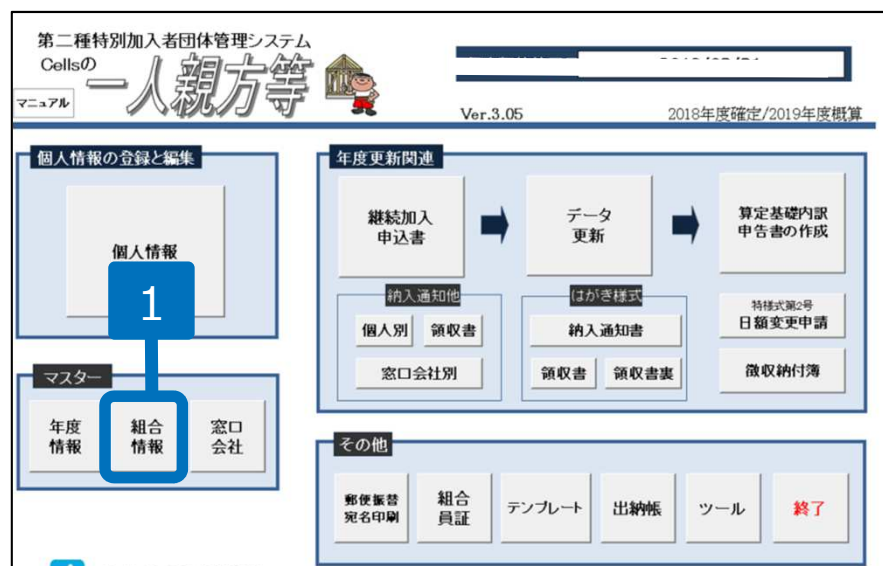 第二種特別加入者団体管理システム
Cellsの
一人親方等
マニュアル
Ver.3.05
2018年度確定/2019年度概算
個人情報の登録と編集
個人情報
1
マスター
年度
情報
組合
情報
窓口
会社
年度更新関連
継続加入
申込書
データ
更新
算定基礎内訳
申告書の作成
納入通知他
個人別
領収書
窓口会社別
はがき様式
納入通知書
領収書
領収書裏
特様式第2号
日額変更申請
徴収納付簿
その他
郵便振替
宛名印刷
組合
員証
テンプレート
出納帳
ツール
終了